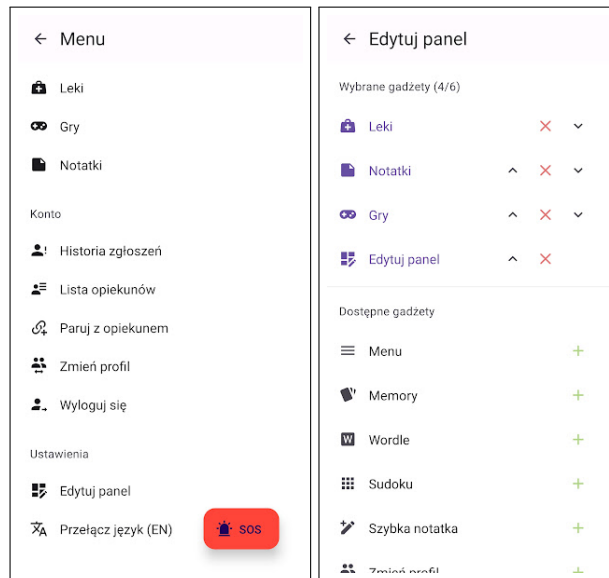 Menu
Leki
Gry
Notatki
Konto
Historia zgłoszeń
Lista opiekunów
Paruj z opiekunem
Zmień profil
Wyloguj się
Ustawienia
Edytuj panel
Przełącz język (EN)
SOS
Edytuj panel
Wybrane gadżety (4/6)
Leki
Notatki
Gry
Edytuj panel
Dostępne gadżety
Menu
Memory
W Wordle
Sudoku
Szybka notatka
Zmień profil